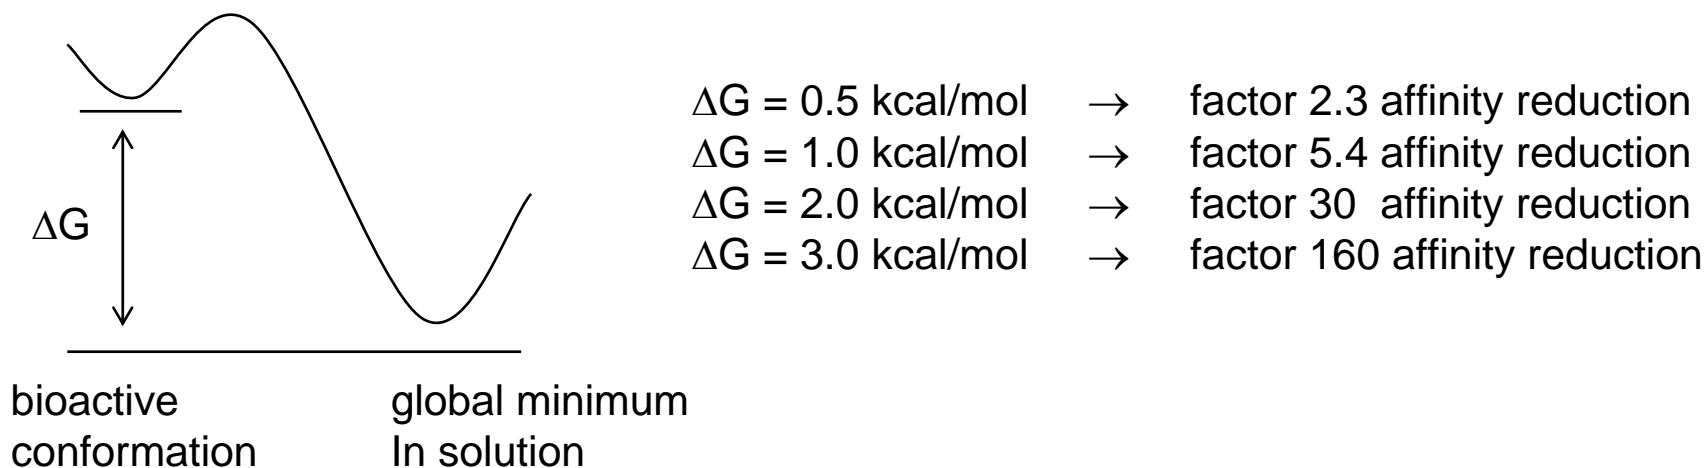 ΔG = 0.5 kcal/mol → factor 2.3 affinity reduction
ΔG = 1.0 kcal/mol → factor 5.4 affinity reduction
ΔG = 2.0 kcal/mol → factor 30 affinity reduction
ΔG = 3.0 kcal/mol → factor 160 affinity reduction
ΔG
bioactive
conformation
global minimum
In solution